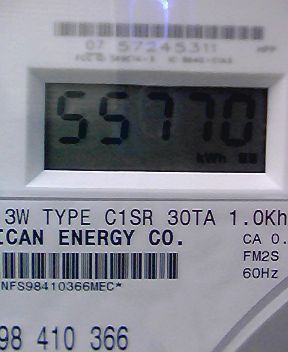 07 57245311
55770
kWh
3W TYPE C1SR 30TA 1.0Kh
ICAN ENERGY CO.
CA 0.
FM2S
60Hz
NFS98410366MEC*
98 410 366